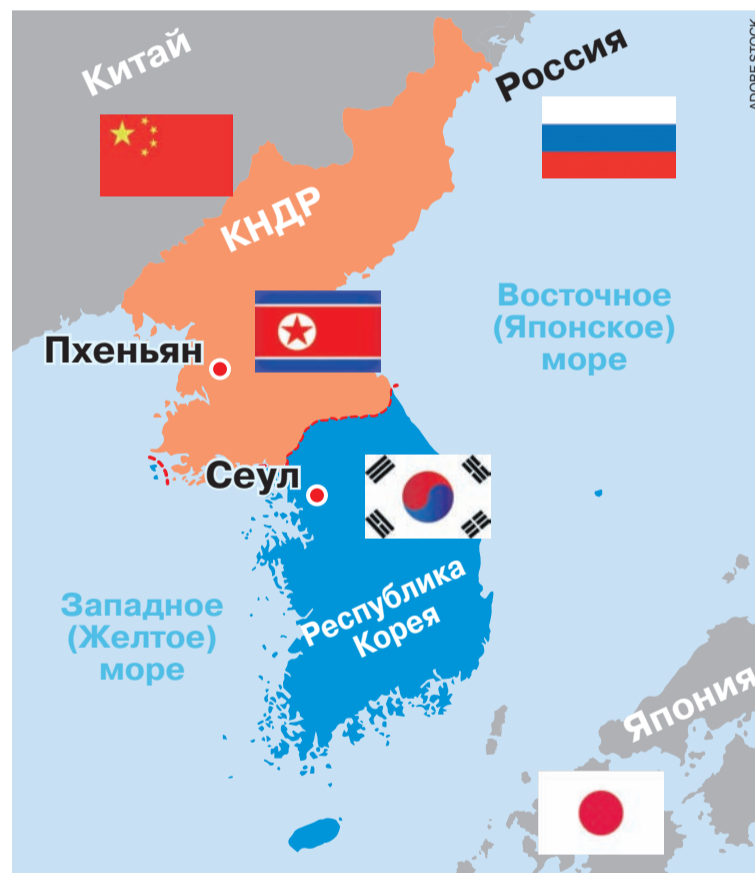 ADOBE STOCK
Китай
Россия
КНДР
Восточное
(Японское)
море
Пхеньян
Сеул
Республика
Корея
Западное
(Желтое)
море
Япония